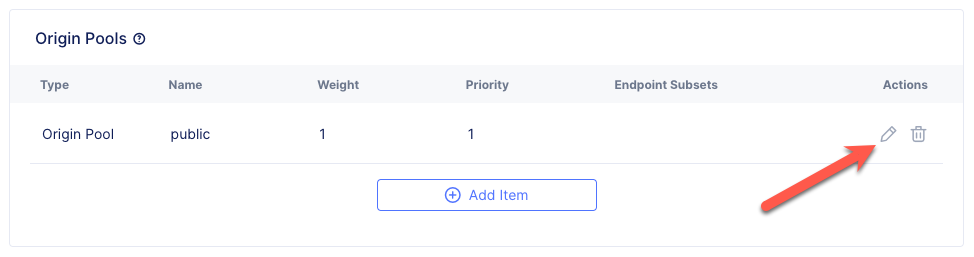 Origin Pools
Type Name Weight Priority Endpoint Subsets Actions
Origin Pool public 1 1
Add Item